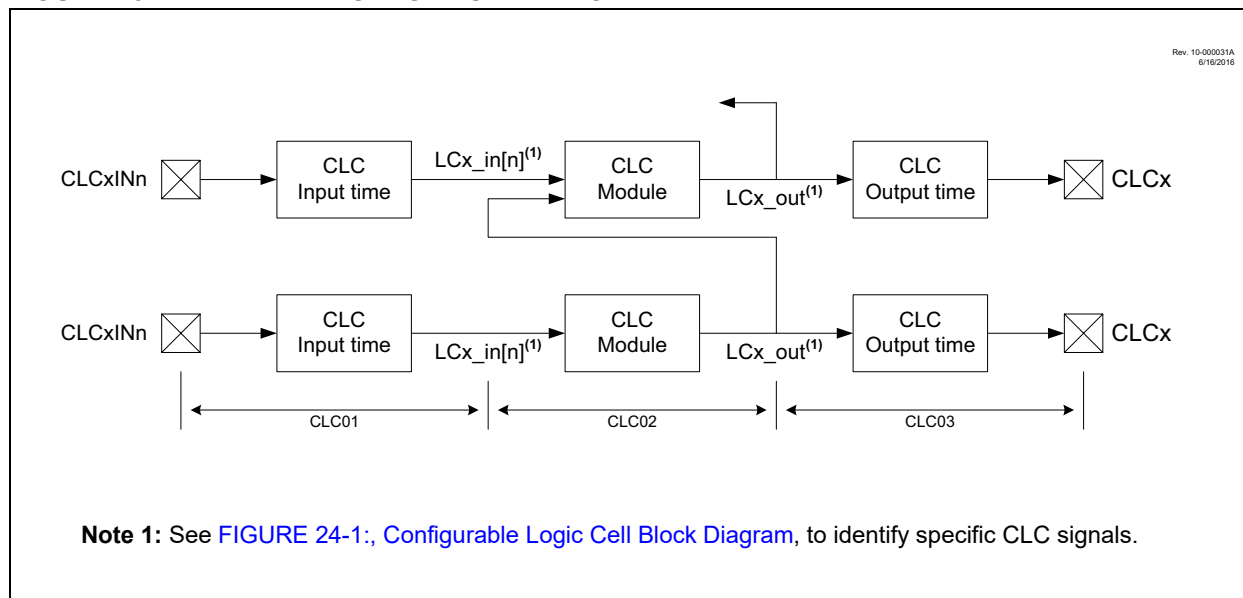 Rev. 10-000031A
6/16/2016
CLCxINn
CLC
Input time
LCx_in[n](1)
CLC
Module
LCx_out(1)
CLC
Output time
CLCx
CLCxINn
CLC
Input time
LCx_in[n](1)
CLC
Module
LCx_out(1)
CLC
Output time
CLCx
CLC01
CLC02
CLC03
Note 1: See FIGURE 24-1:, Configurable Logic Cell Block Diagram, to identify specific CLC signals.